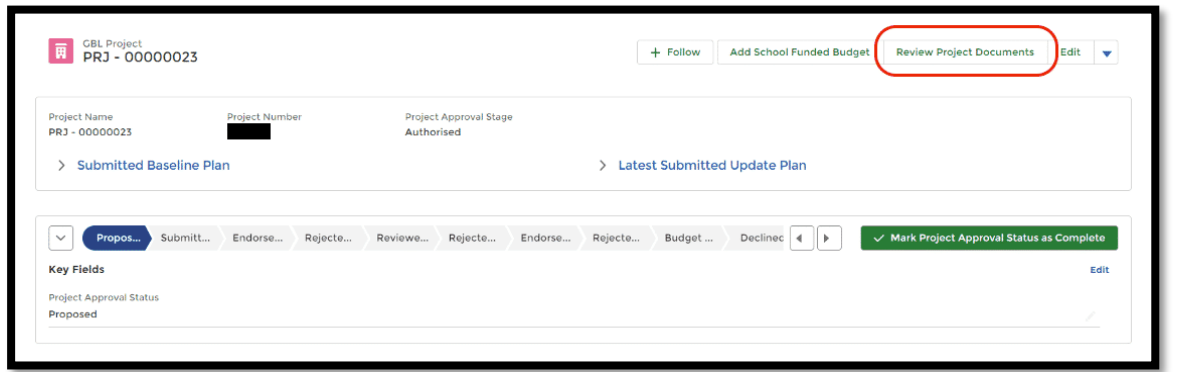 GBL Project
PRJ - 00000023
+ Follow
Add School Funded Budget
Review Project Documents
Edit
Project Name
Project Number
Project Approval Stage
PRJ - 00000023
Authorised
Submitted Baseline Plan
Latest Submitted Update Plan
Propos...
Submitt...
Endorse...
Rejecte...
Reviewe...
Rejecte...
Endorse...
Rejecte...
Budget ...
Declinec
Mark Project Approval Status as Complete
Key Fields
Edit
Project Approval Status
Proposed